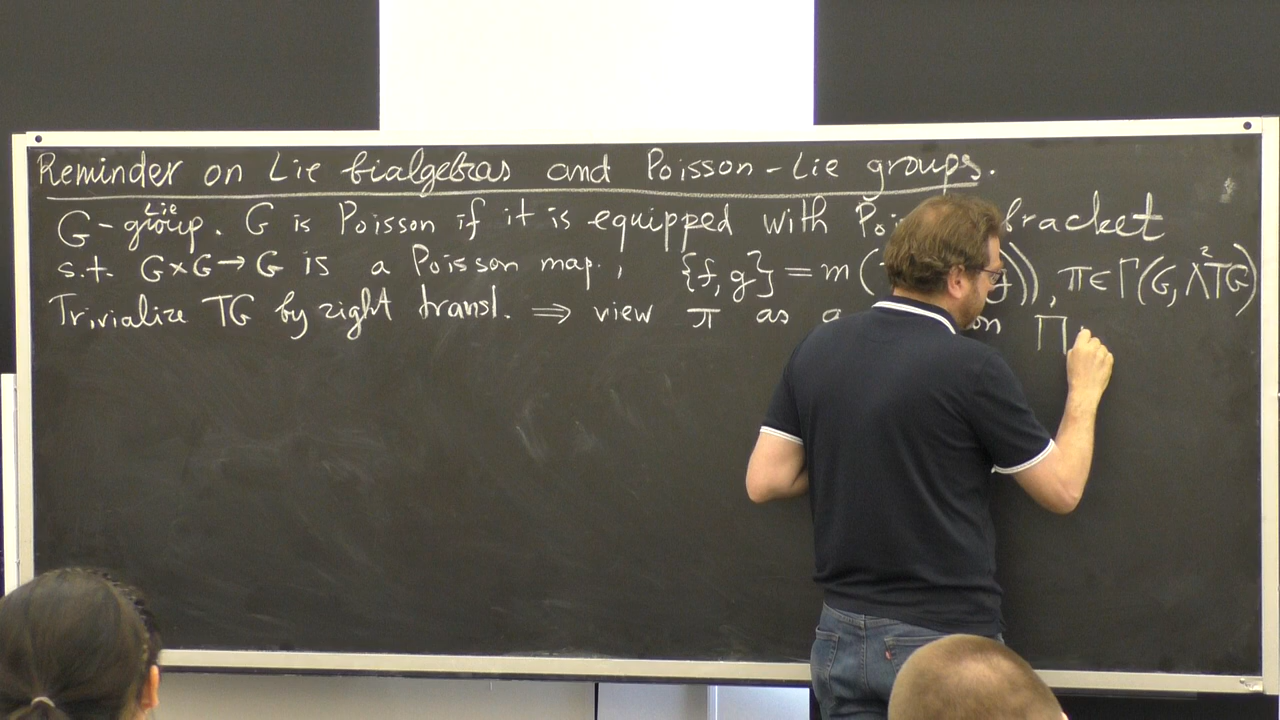 Reminder on Lie bialgebras and Poisson-Lie groups.
G - Lie group. G is Poisson if it is equipped with bracket
s.t. G×G→G is a Poisson map., {f,g} = m( )), π∈Γ(G, Λ²TG)
Trivialize TG by right transl. ⇒ view π as a Π